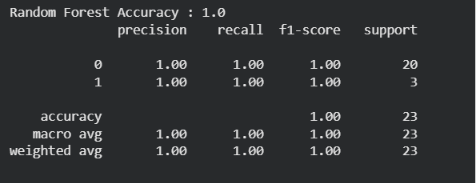 Random Forest Accuracy : 1.0
precision recall f1-score support
0 1.00 1.00 1.00 20
1 1.00 1.00 1.00 3
accuracy 1.00 23
macro avg 1.00 1.00 1.00 23
weighted avg 1.00 1.00 1.00 23